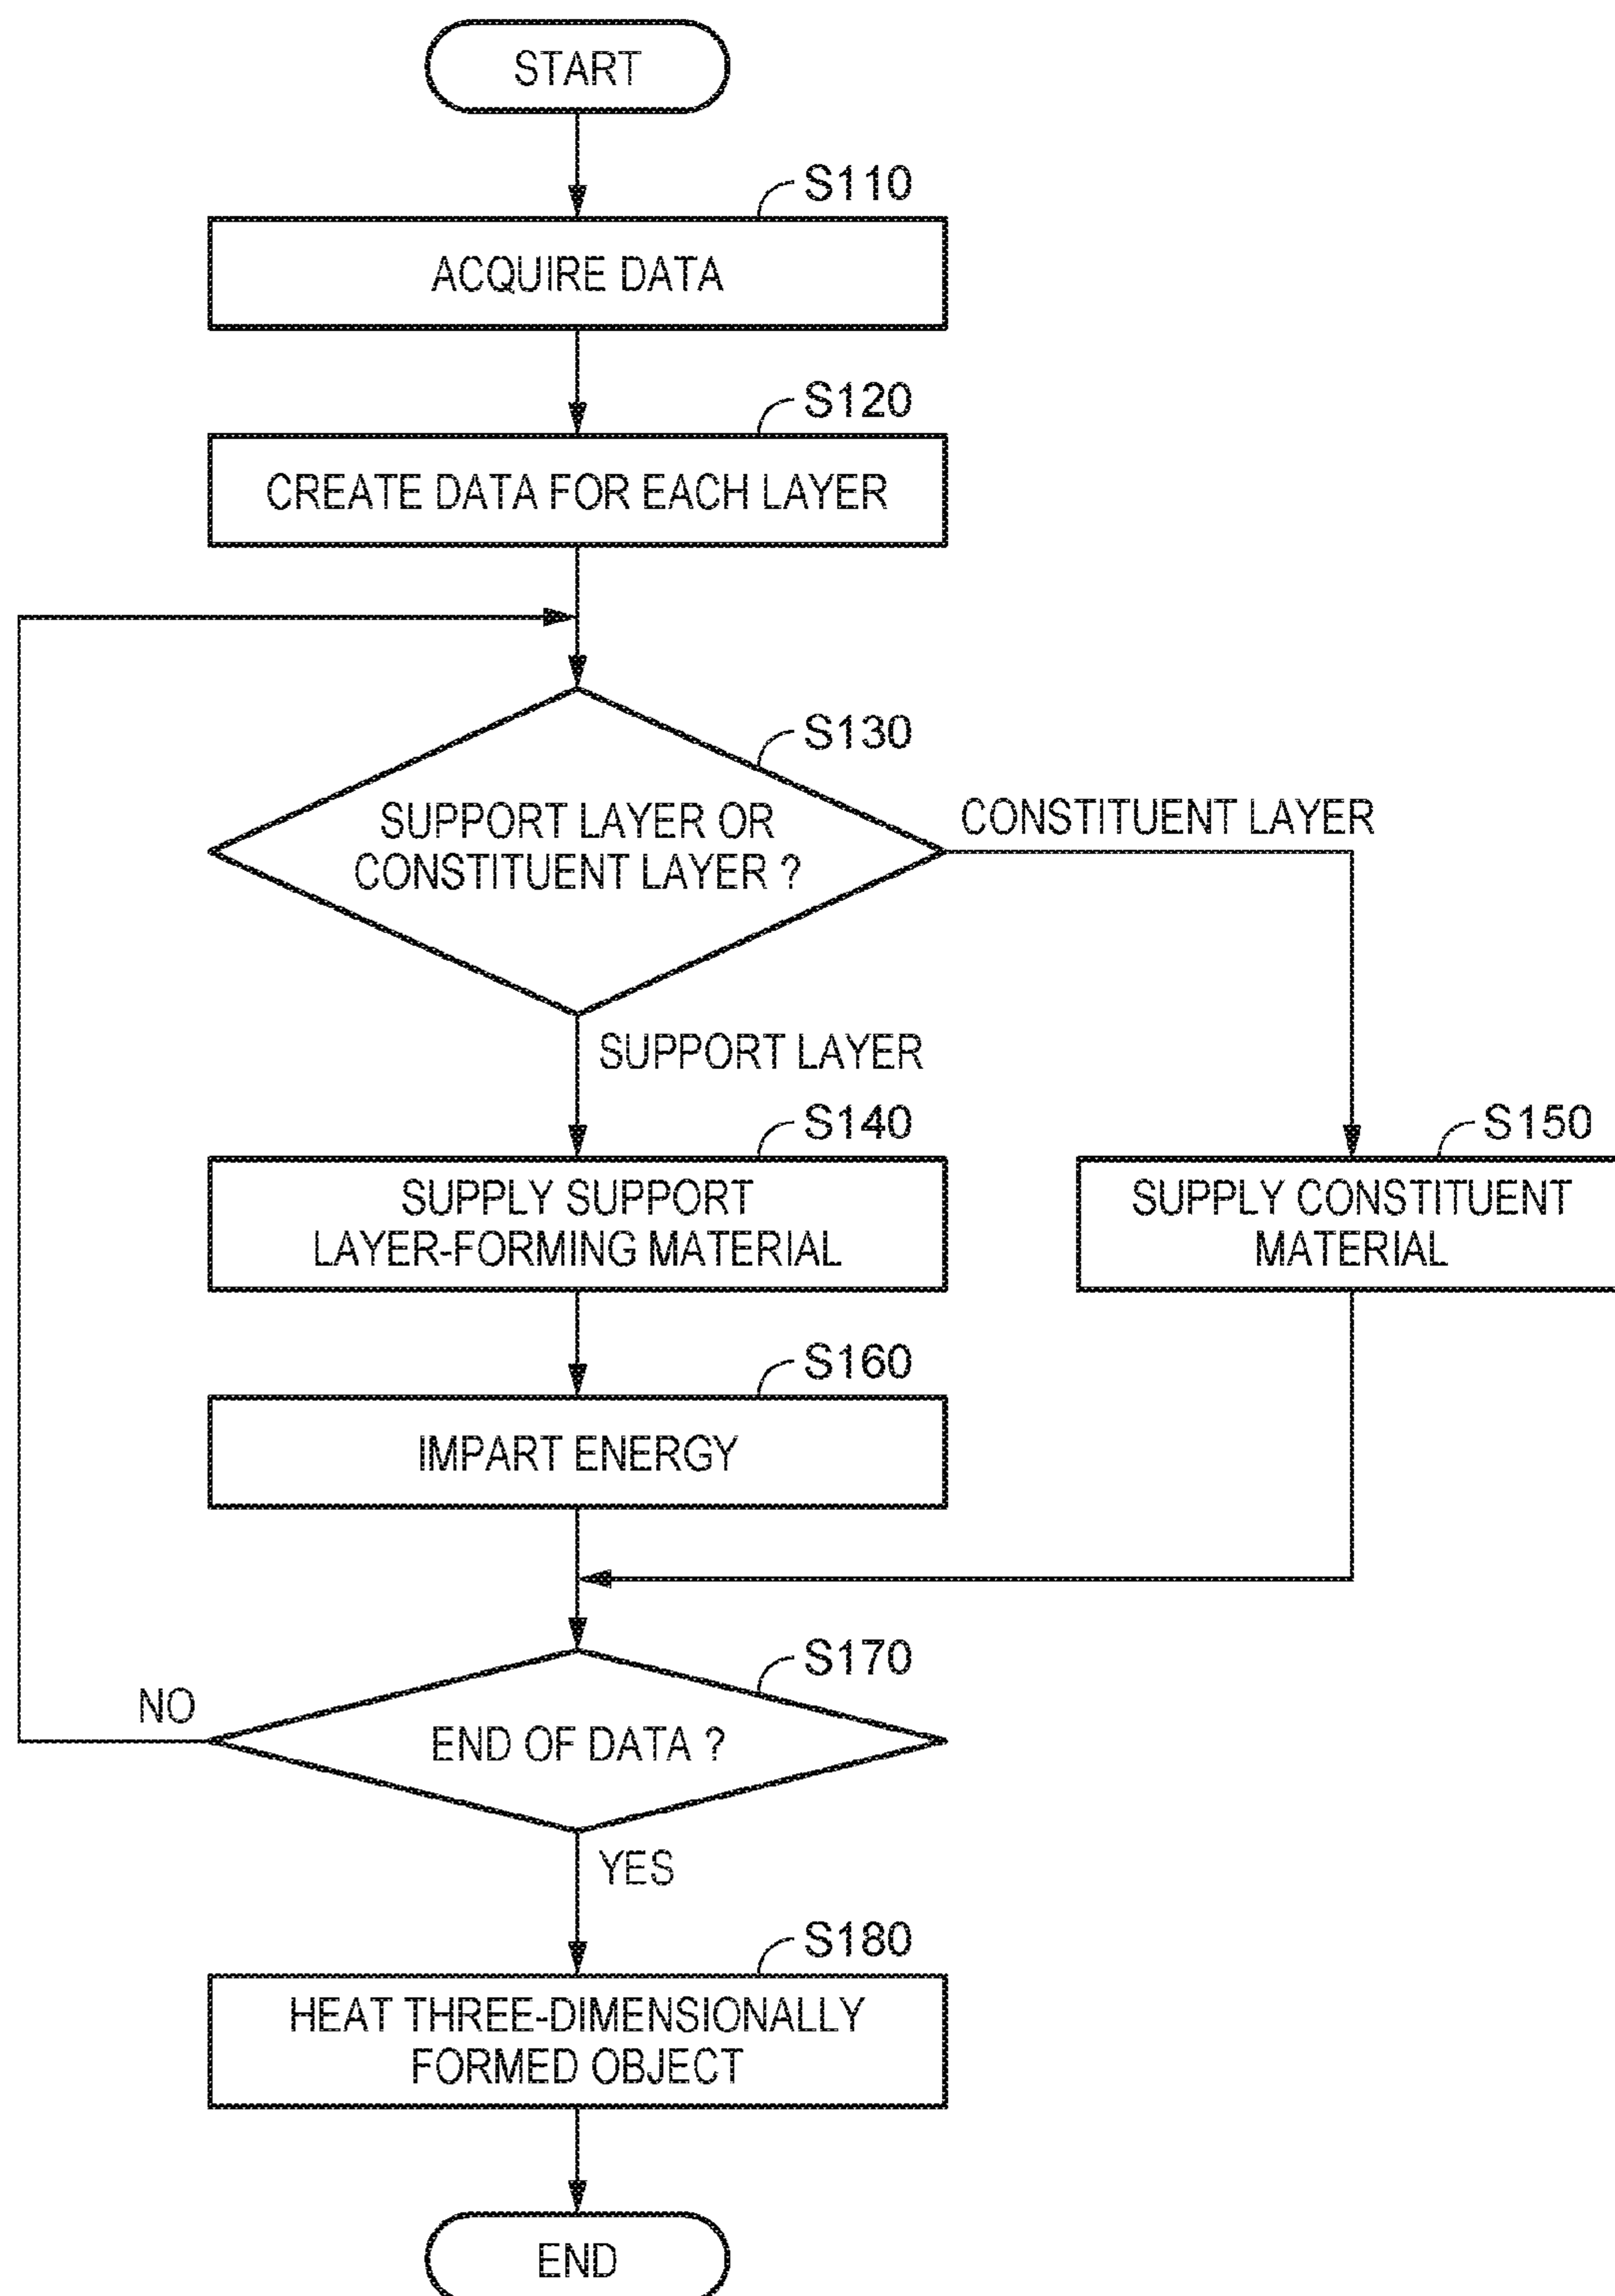 START
S110
ACQUIRE DATA
S120
CREATE DATA FOR EACH LAYER
S130
SUPPORT LAYER OR
CONSTITUENT LAYER ?
CONSTITUENT LAYER
SUPPORT LAYER
S140
SUPPLY SUPPORT
LAYER-FORMING MATERIAL
S150
SUPPLY CONSTITUENT
MATERIAL
S160
IMPART ENERGY
S170
END OF DATA ?
NO
YES
S180
HEAT THREE-DIMENSIONALLY
FORMED OBJECT
END